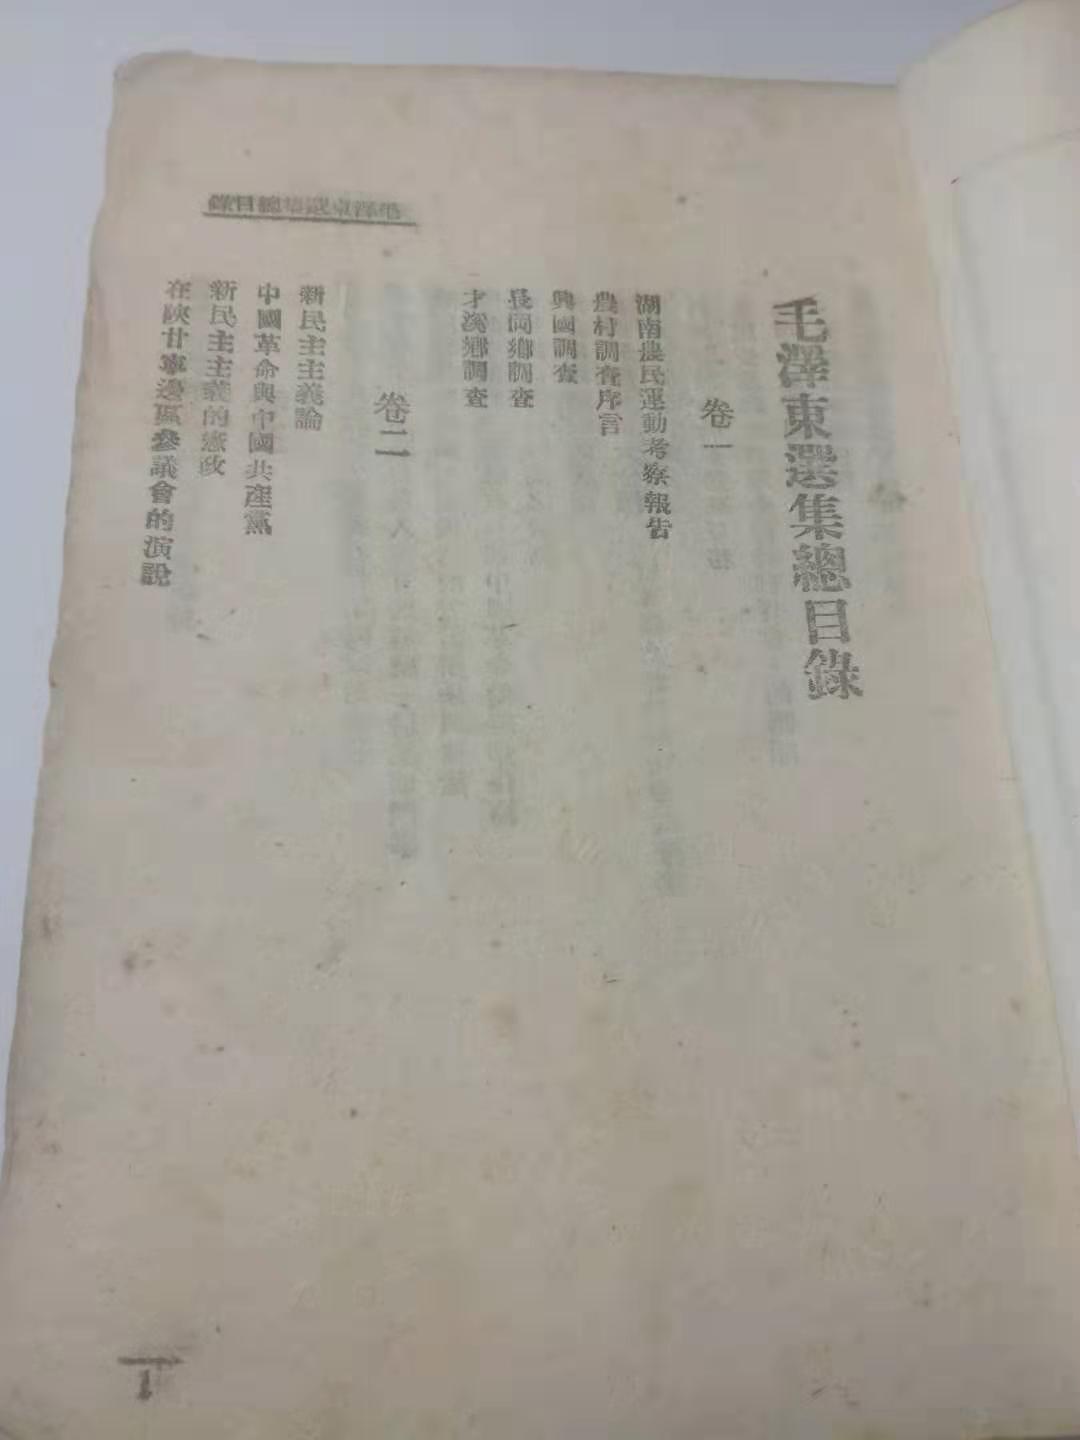 毛澤東選集總目錄
卷一
湖南農民運動考察報告
農村調查序言
興國調查
長岡鄉調查
才溪鄉調查
卷二
新民主主義論
中國革命與中國共產黨
新民主主義的憲政
在陝甘寧邊區參議會的演說
毛澤東選集總目錄
1